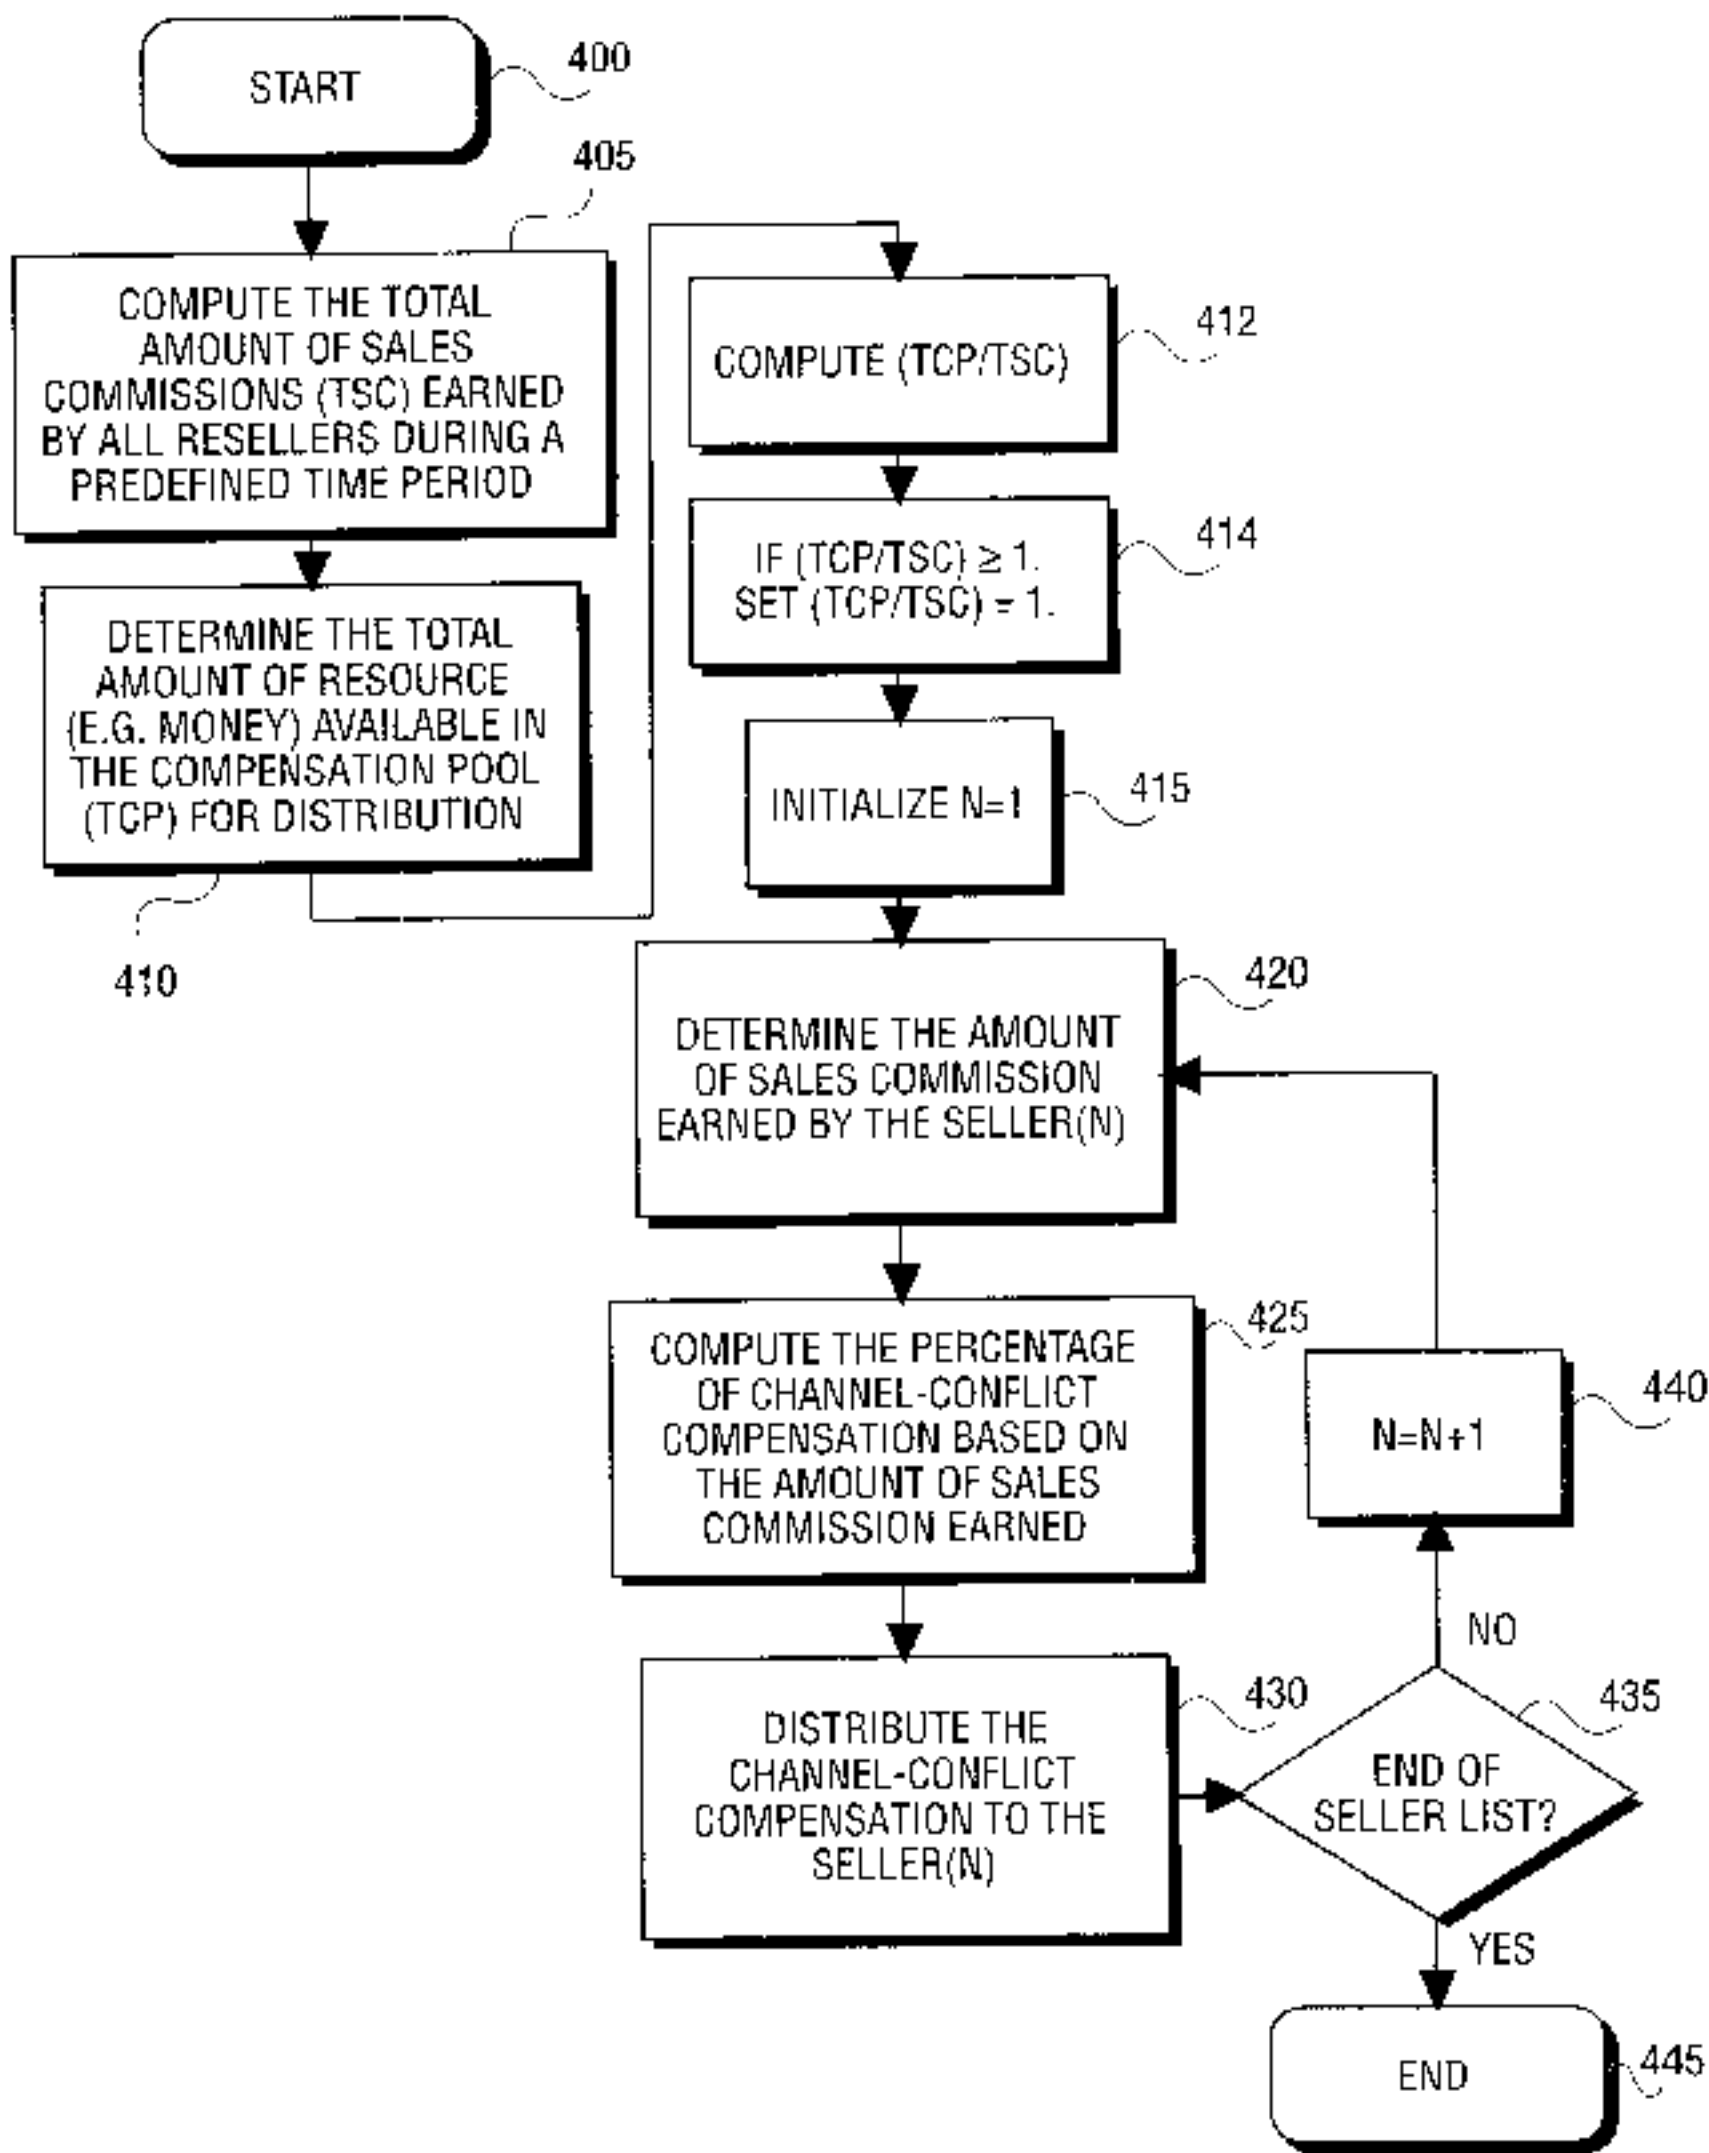 START
400
405
COMPUTE THE TOTAL
AMOUNT OF SALES
COMMISSIONS (TSC) EARNED
BY ALL RESELLERS DURING A
PREDEFINED TIME PERIOD
DETERMINE THE TOTAL
AMOUNT OF RESOURCE
(E.G. MONEY) AVAILABLE IN
THE COMPENSATION POOL
(TCP) FOR DISTRIBUTION
410
COMPUTE (TCP/TSC)
412
IF (TCP/TSC) ≥ 1.
SET (TCP/TSC) = 1.
414
INITIALIZE N=1
415
DETERMINE THE AMOUNT
OF SALES COMMISSION
EARNED BY THE SELLER(N)
420
COMPUTE THE PERCENTAGE
OF CHANNEL-CONFLICT
COMPENSATION BASED ON
THE AMOUNT OF SALES
COMMISSION EARNED
425
DISTRIBUTE THE
CHANNEL-CONFLICT
COMPENSATION TO THE
SELLER(N)
430
END OF
SELLER LIST?
435
NO
N=N+1
440
YES
END
445